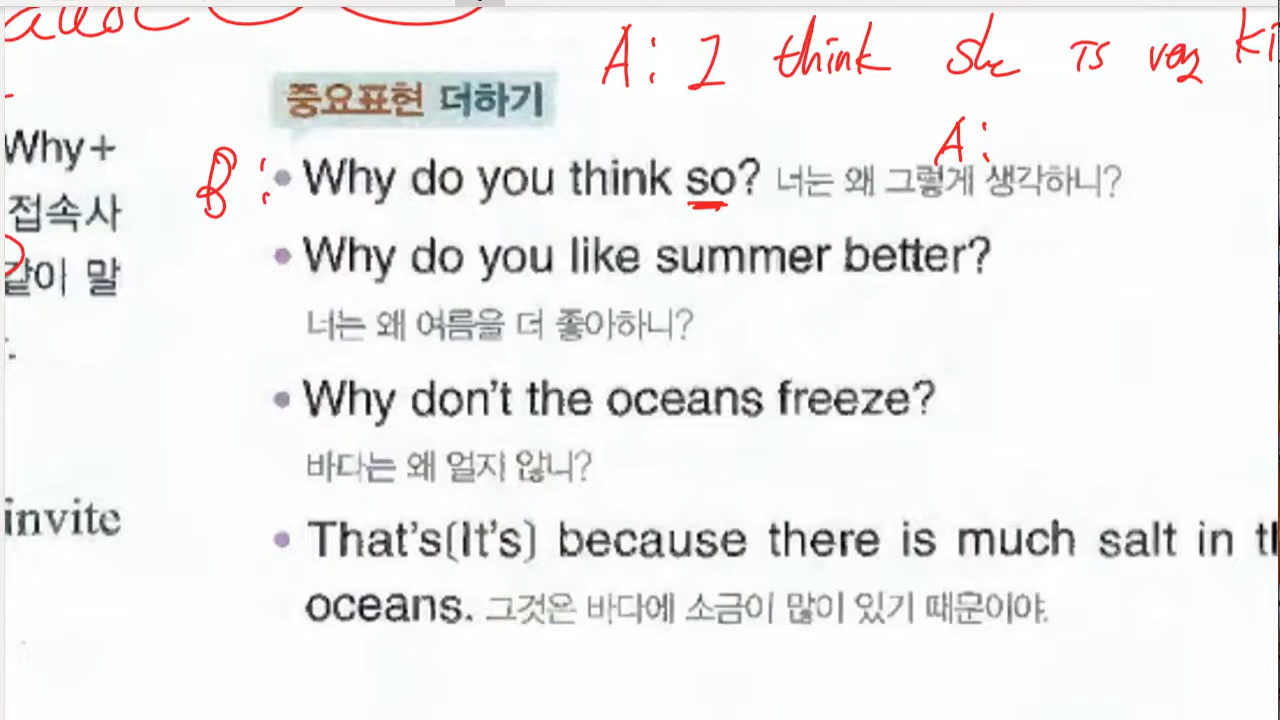 A: I think she is very ki
중요표현 더하기
A:
Why+
B:
• Why do you think so? 너는 왜 그렇게 생각하니?
접속사
• Why do you like summer better?
같이 말
너는 왜 여름을 더 좋아하니?
• Why don't the oceans freeze?
바다는 왜 얼지 않니?
invite
• That's(It's) because there is much salt in th
oceans. 그것은 바다에 소금이 많이 있기 때문이야.